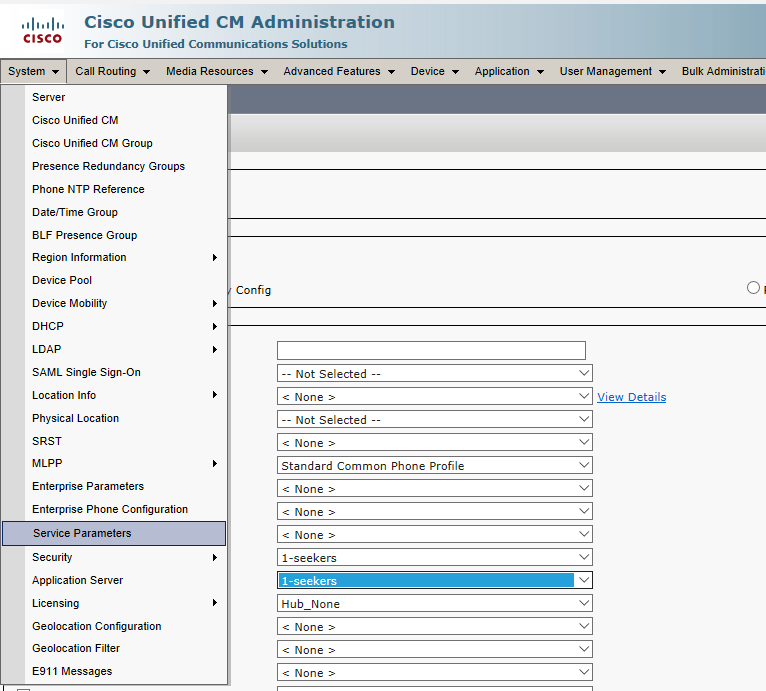 Cisco Unified CM Administration
CISCO
For Cisco Unified Communications Solutions
System Call Routing Media Resources Advanced Features Device Application User Management Bulk Administrati
Server
Cisco Unified CM
Cisco Unified CM Group
Presence Redundancy Groups
Phone NTP Reference
Date/Time Group
BLF Presence Group
Region Information
Device Pool
Config
Device Mobility
DHCP
LDAP
SAML Single Sign-On
-- Not Selected --
Location Info
< None > View Details
Physical Location
-- Not Selected --
SRST
< None >
MLPP
Standard Common Phone Profile
Enterprise Parameters
< None >
Enterprise Phone Configuration
< None >
Service Parameters
< None >
Security
1-seekers
Application Server
1-seekers
Licensing
Hub_None
Geolocation Configuration
< None >
Geolocation Filter
< None >
E911 Messages
< None >